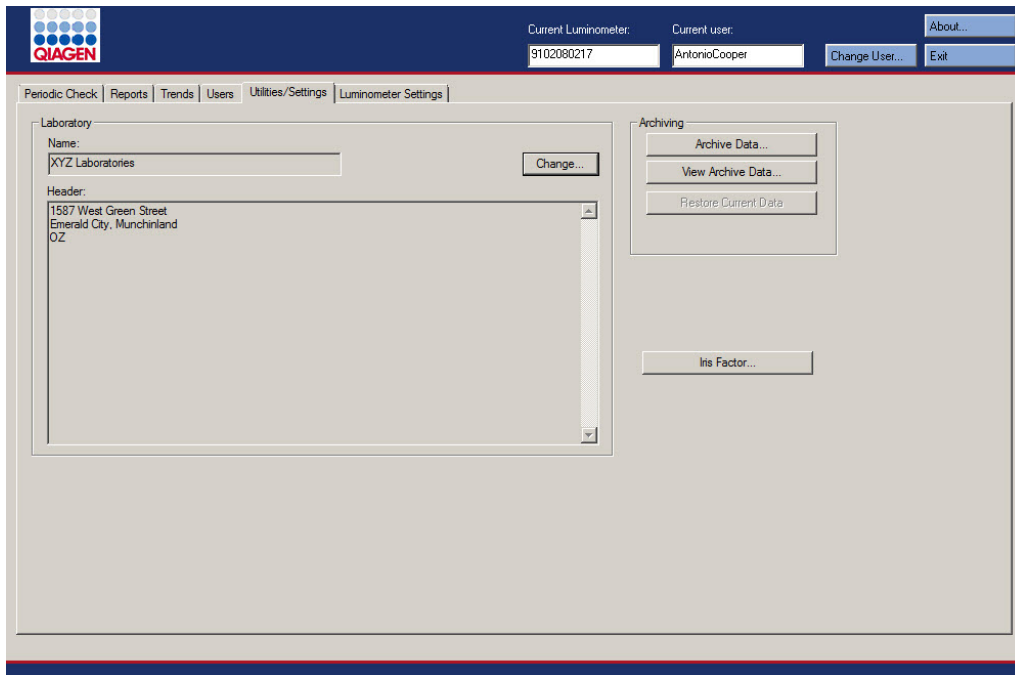 QIAGEN
Current Luminometer:
9102080217
Current user:
AntonioCooper
Change User...
About...
Exit
Periodic Check
Reports
Trends
Users
Utilities/Settings
Luminometer Settings
Laboratory
Name:
XYZ Laboratories
Change...
Header:
1587 West Green Street
Emerald City, Munchinland
OZ
Archiving
Archive Data...
View Archive Data...
Restore Current Data
Iris Factor...